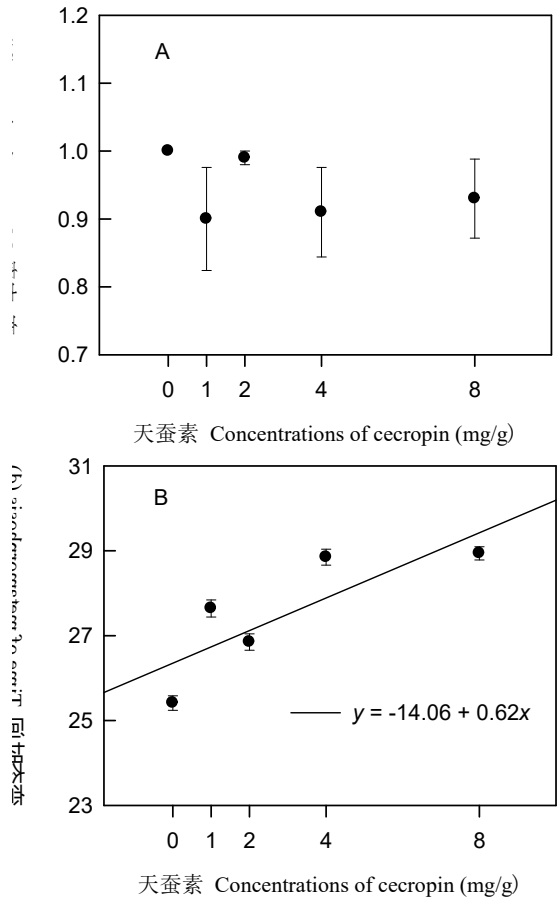 1.2
A
1.1
1.0
0.9
0.8
0.7
0 1 2 4 8
天蚕素 Concentrations of cecropin (mg/g)
31
B
29
27
25
y = -14.06 + 0.62x
23
0 1 2 4 8
天蚕素 Concentrations of cecropin (mg/g)